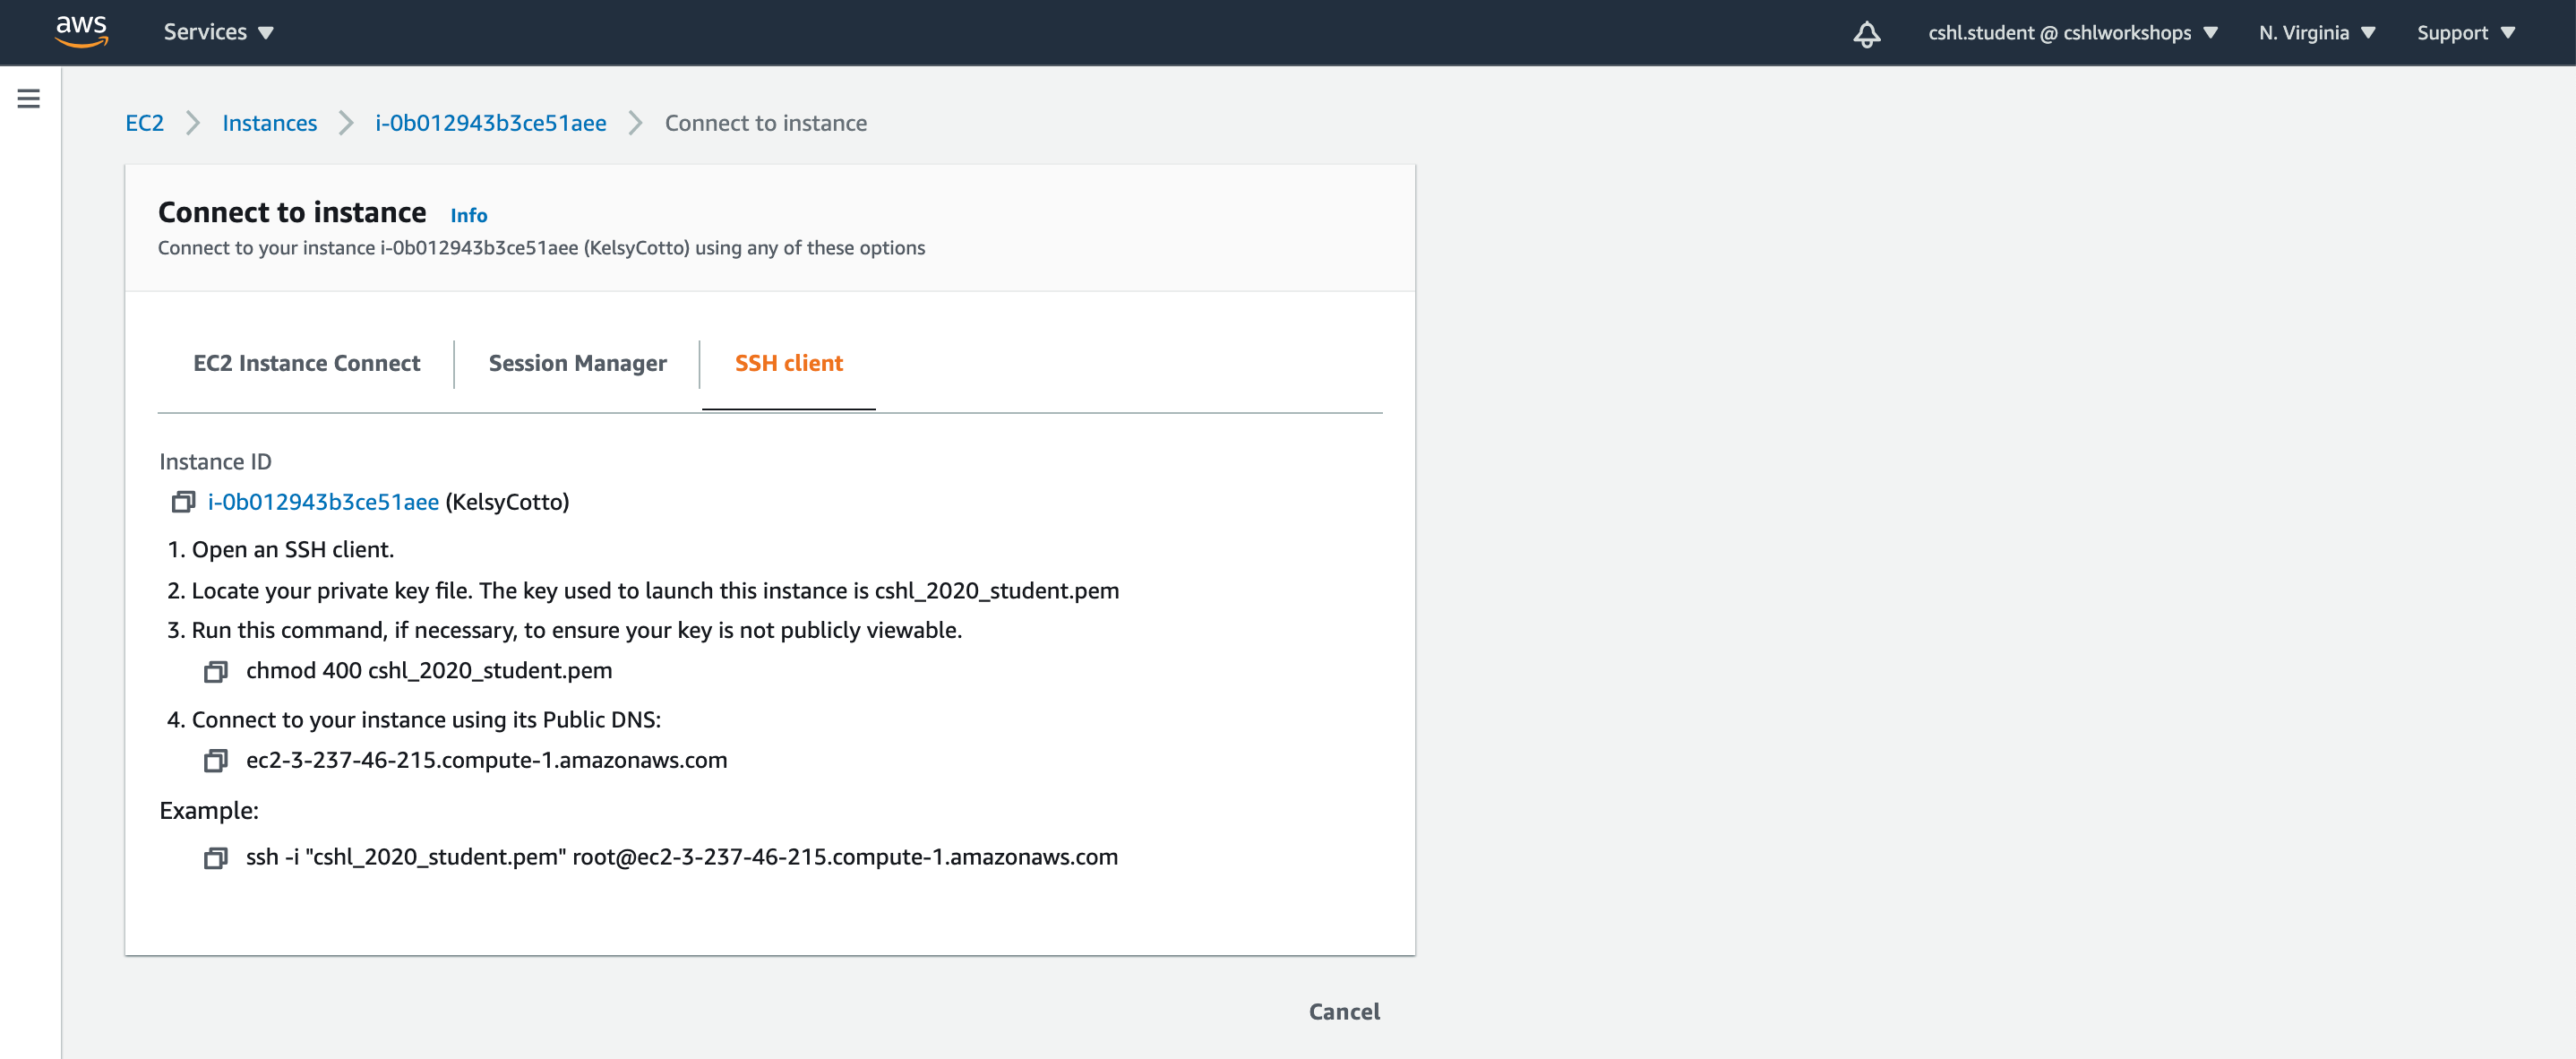 aws Services cshl.student @ cshlworkshops N. Virginia Support
EC2 Instances i-0b012943b3ce51aee Connect to instance
Connect to instance Info
Connect to your instance i-0b012943b3ce51aee (KelsyCotto) using any of these options
EC2 Instance Connect Session Manager SSH client
Instance ID
i-0b012943b3ce51aee (KelsyCotto)
1. Open an SSH client.
2. Locate your private key file. The key used to launch this instance is cshl_2020_student.pem
3. Run this command, if necessary, to ensure your key is not publicly viewable.
chmod 400 cshl_2020_student.pem
4. Connect to your instance using its Public DNS:
ec2-3-237-46-215.compute-1.amazonaws.com
Example:
ssh -i "cshl_2020_student.pem" root@ec2-3-237-46-215.compute-1.amazonaws.com
Cancel